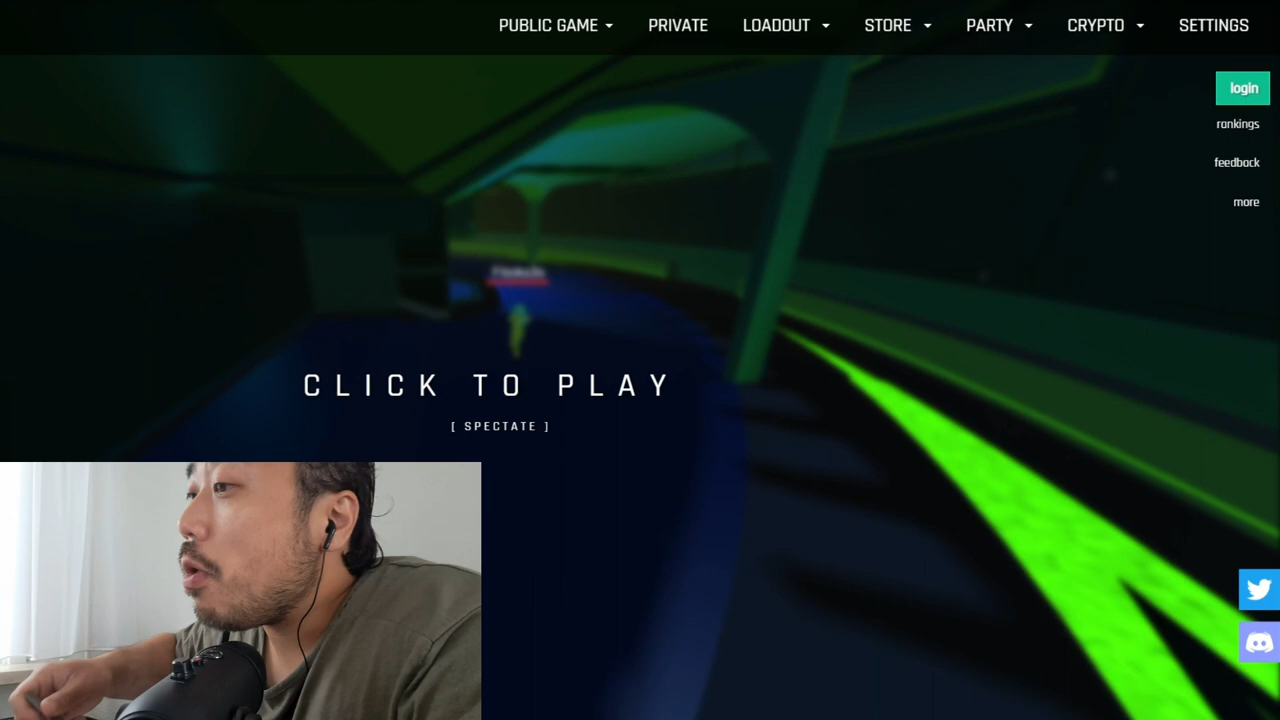 PUBLIC GAME PRIVATE LOADOUT STORE PARTY CRYPTO SETTINGS
login
rankings
feedback
more
CLICK TO PLAY
[ SPECTATE ]